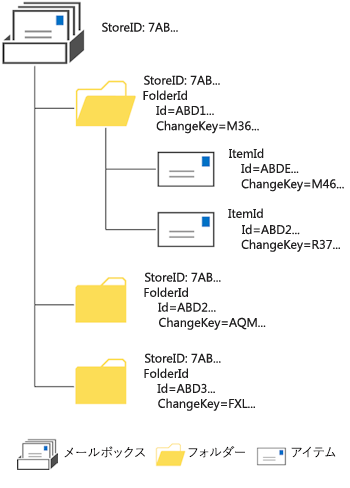 StoreID: 7AB...
StoreID: 7AB...
FolderId
Id=ABD1...
ChangeKey=M36...
ItemId
Id=ABDE...
ChangeKey=M46...
ItemId
Id=ABD2...
ChangeKey=R37...
StoreID: 7AB...
FolderId
Id=ABD2...
ChangeKey=AQM...
StoreID: 7AB...
FolderId
Id=ABD3...
ChangeKey=FXL...
メールボックス フォルダー アイテム